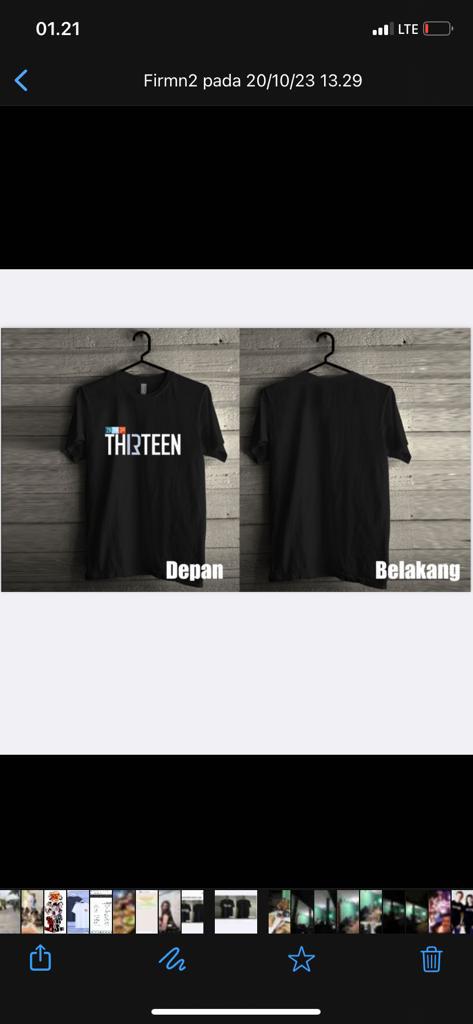 01.21
LTE
Firmn2 pada 20/10/23 13.29
THIRTEEN
Depan
Belakang